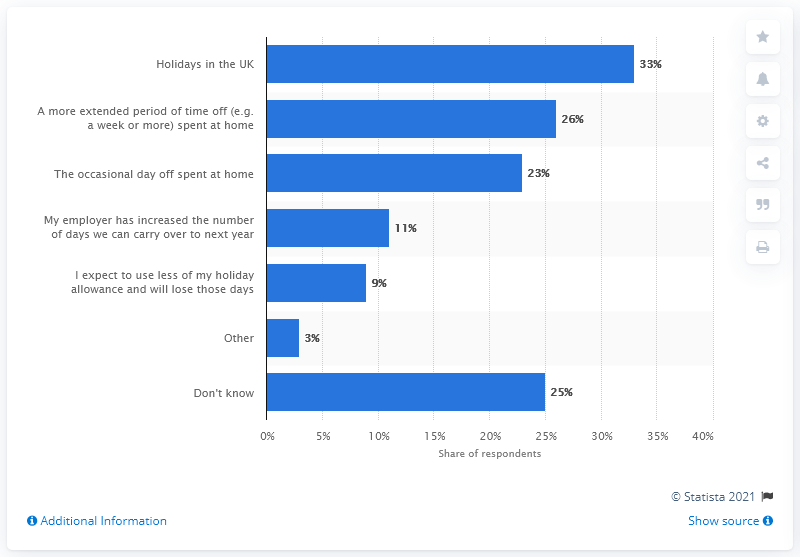 Holidays in the UK
33%
A more extended period of time off (e.g.
a week or more) spent at home
26%
The occasional day off spent at home
23%
My employer has increased the number
of days we can carry over to next year
11%
I expect to use less of my holiday
allowance and will lose those days
9%
Other
3%
Don't know
25%
0% 5% 10% 15% 20% 25% 30% 35% 40%
Share of respondents
© Statista 2021
Additional Information
Show source